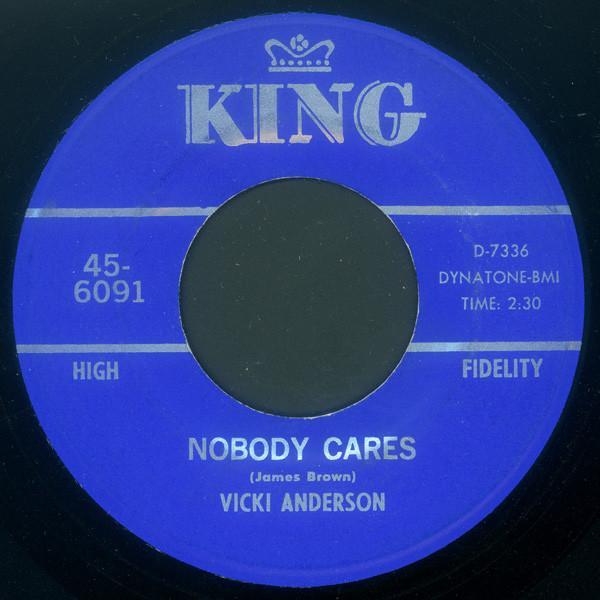 KING
45-
6091
D-7336
DYNATONE-BMI
TIME: 2:30
HIGH
FIDELITY
NOBODY CARES
(James Brown)
VICKI ANDERSON